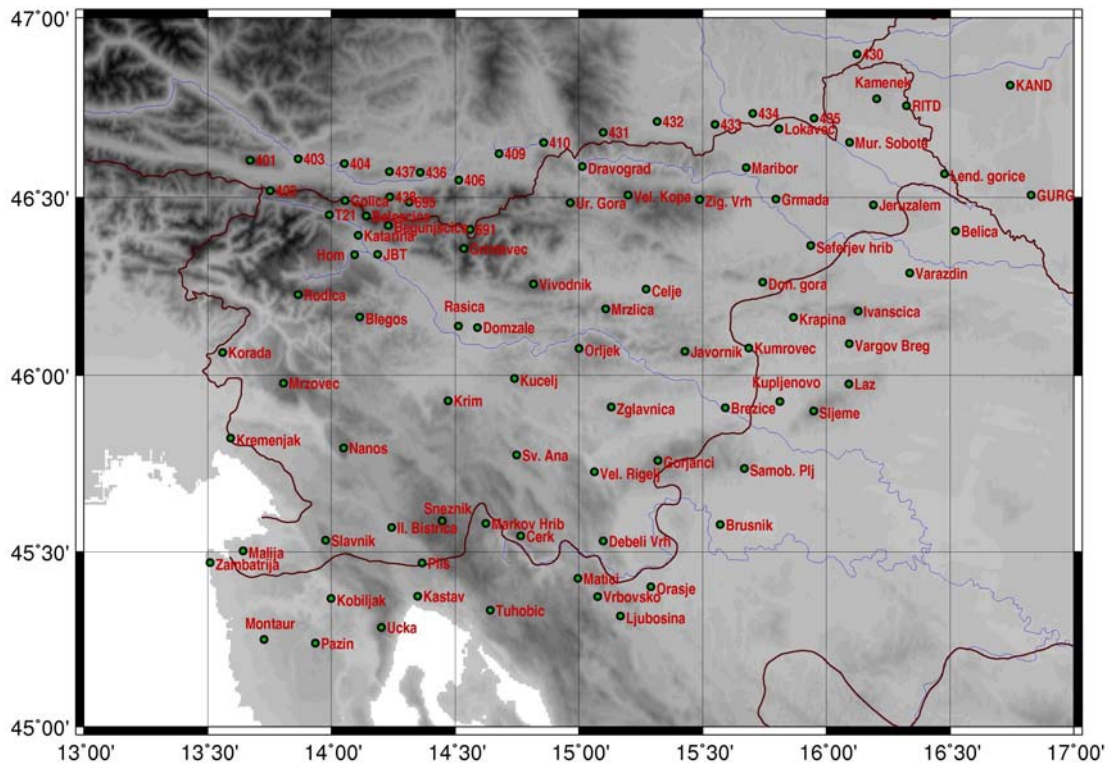 47˚00'
430
Kamenek
KAND
RITD
434
435
432
433
Lokavec
431
Mur. Sobota
410
409
401
403
404
437
436
406
Dravograd
Maribor
Lend. gorice
405
Golica
438
695
Ur. Gora
Vel. Kopa
Zig. Vrh
Grmada
Jeruzalem
GURG
46˚30'
T21
Begunjscica
691
Belica
Katarina
Hom
JBT
Seferjev hrib
Varazdin
Vivodnik
Celje
Don. gora
Rodica
Blegos
Rasica
Domzale
Mrzlica
Krapina
Ivanscica
Korada
Orljek
Javornik
Kumrovec
Vargov Breg
46˚00'
Mrzovec
Kucelj
Kupljenovo
Laz
Krim
Zglavnica
Brezice
Sljeme
Kremenjak
Nanos
Sv. Ana
Vel. Rigelj
Gorjanci
Samob. Plj
Sneznik
Il. Bistrica
Markov Hrib
Cerk
Brusnik
Slavnik
Debeli Vrh
45˚30'
Malija
Zambatrija
Plis
Matici
Orasje
Kobiljak
Kastav
Vrbovsko
Tuhobic
Ljubosina
Montaur
Pazin
Ucka
45˚00'
13˚00' 13˚30' 14˚00' 14˚30' 15˚00' 15˚30' 16˚00' 16˚30' 17˚00'